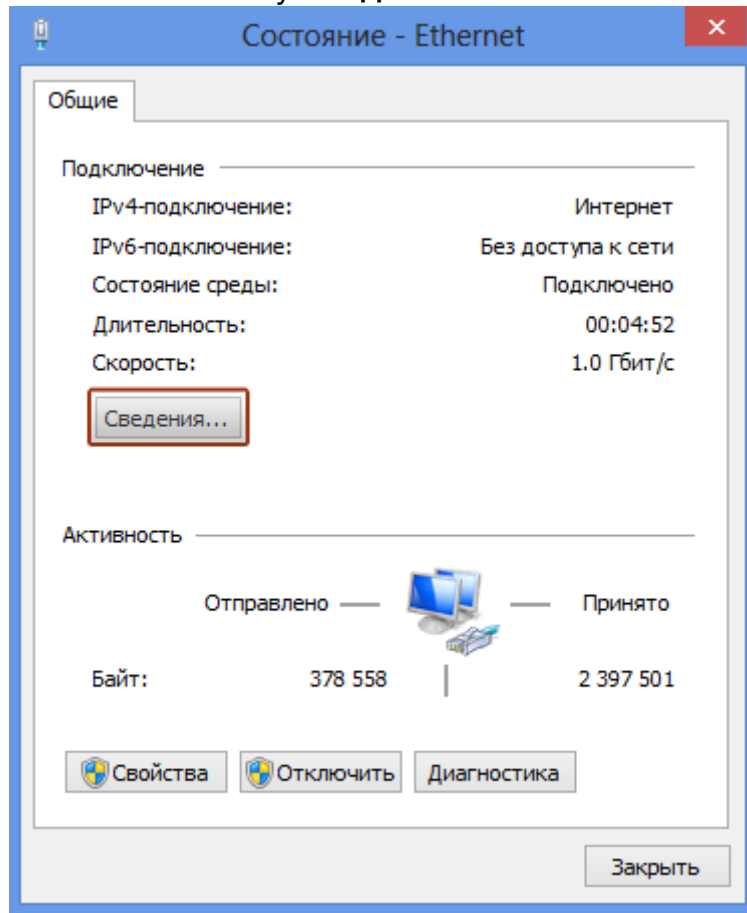 Состояние - Ethernet
Общие
Подключение
IPv4-подключение: Интернет
IPv6-подключение: Без доступа к сети
Состояние среды: Подключено
Длительность: 00:04:52
Скорость: 1.0 Гбит/с
Сведения...
Активность
Отправлено — — Принято
Байт: 378 558 2 397 501
Свойства Отключить Диагностика
Закрыть